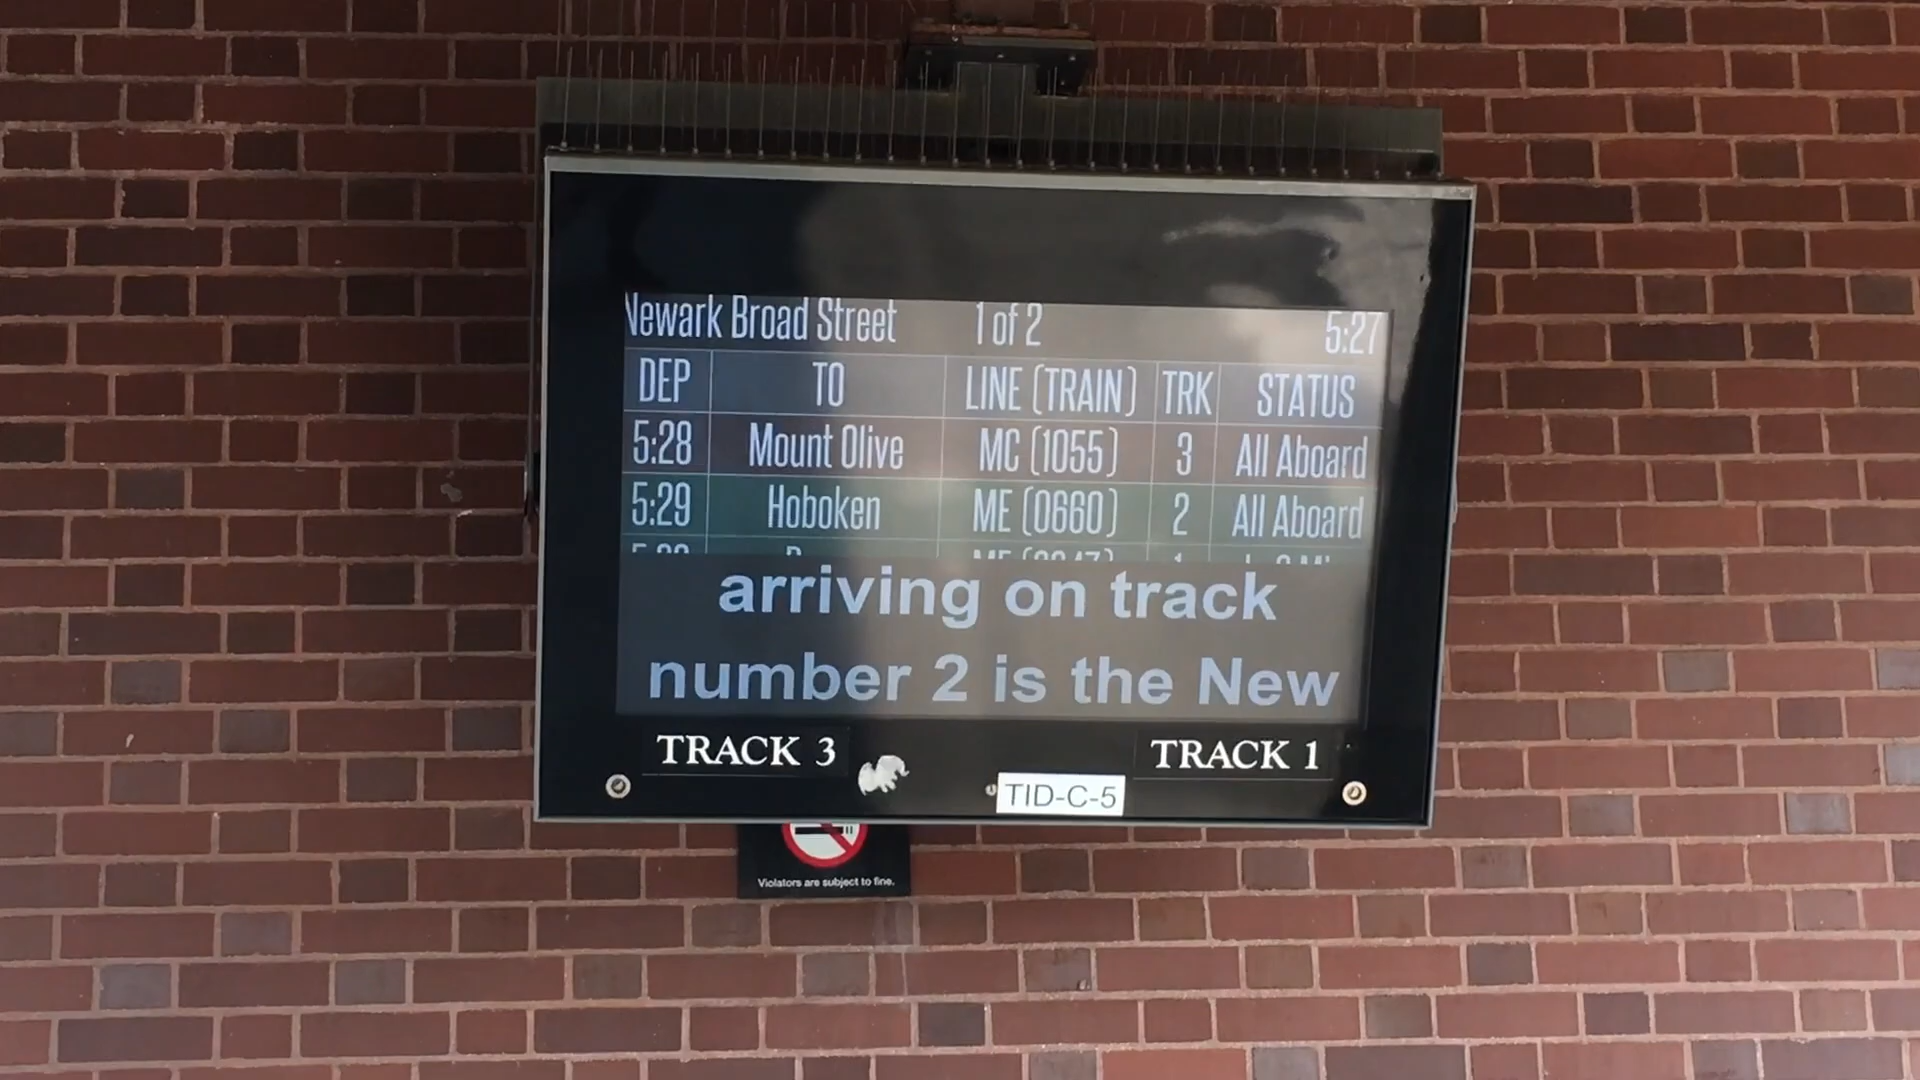 Newark Broad Street 1 of 2 5:27
DEP TO LINE (TRAIN) TRK STATUS
5:28 Mount Olive MC (1055) 3 All Aboard
5:29 Hoboken ME (0660) 2 All Aboard
arriving on track
number 2 is the New
TRACK 3 TRACK 1
TID-C-5
Violators are subject to fine.